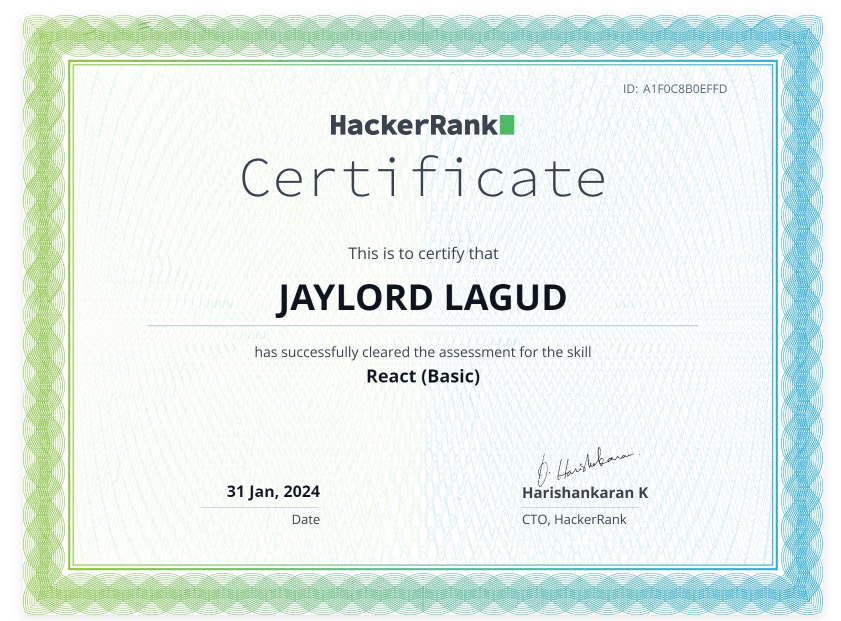 ID: A1F0C8B0EFFD
HackerRank
Certificate
This is to certify that
JAYLORD LAGUD
has successfully cleared the assessment for the skill
React (Basic)
31 Jan, 2024
Date
Harishankaran K
CTO, HackerRank